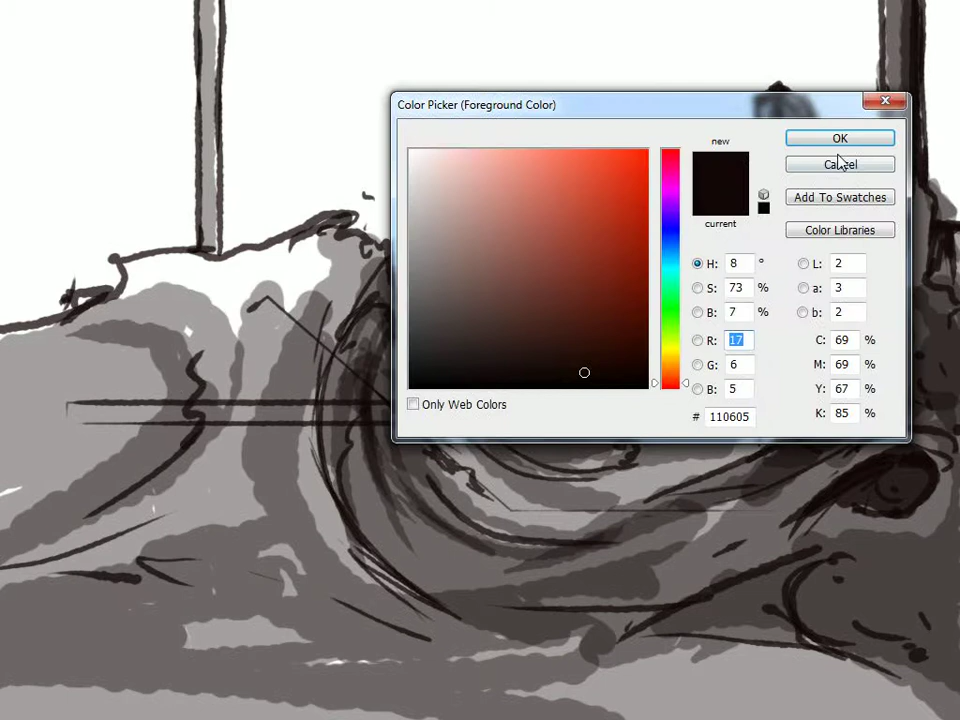 Color Picker (Foreground Color)
new
OK
Cancel
Add To Swatches
current
Color Libraries
H: 8 °
L: 2
S: 73 %
a: 3
B: 7 %
b: 2
R: 17
C: 69 %
G: 6
M: 69 %
B: 5
Y: 67 %
Only Web Colors
# 110605
K: 85 %